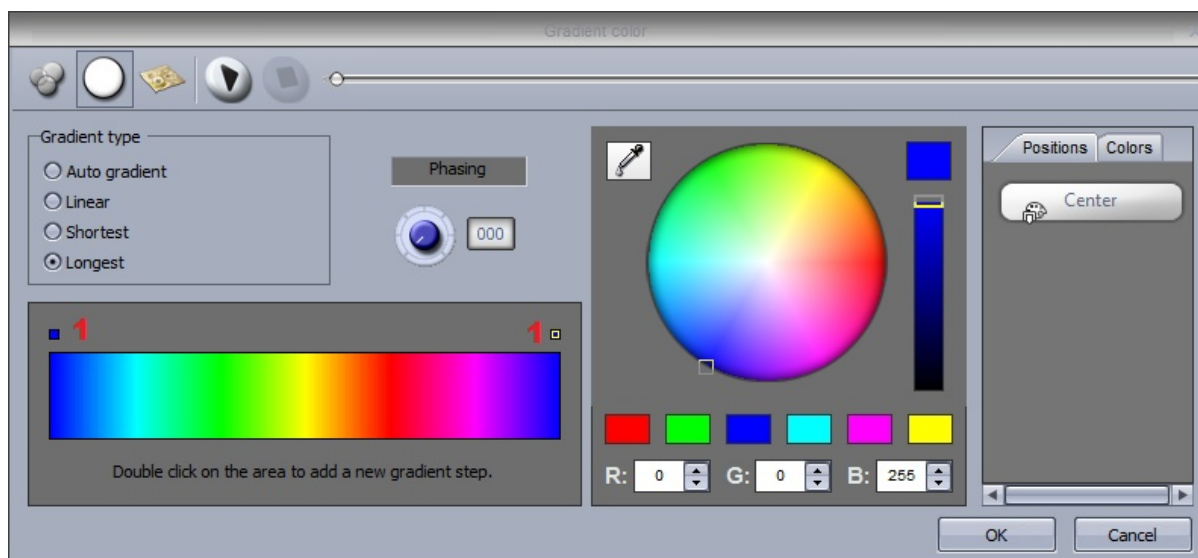 Gradient color
Gradient type
Auto gradient
Linear
Shortest
Longest
Phasing
000
1 1
Double click on the area to add a new gradient step.
R: 0 G: 0 B: 255
Positions Colors
Center
OK Cancel